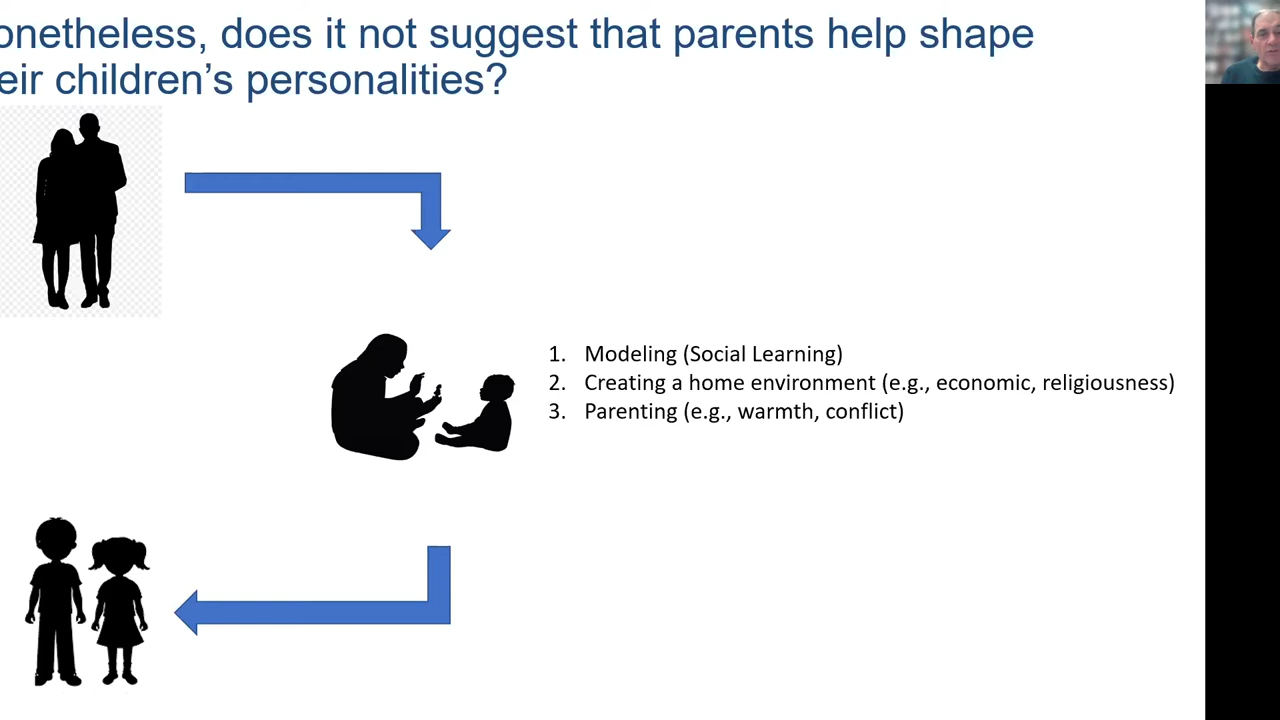 onetheless, does it not suggest that parents help shape
eir children's personalities?
1. Modeling (Social Learning)
2. Creating a home environment (e.g., economic, religiousness)
3. Parenting (e.g., warmth, conflict)